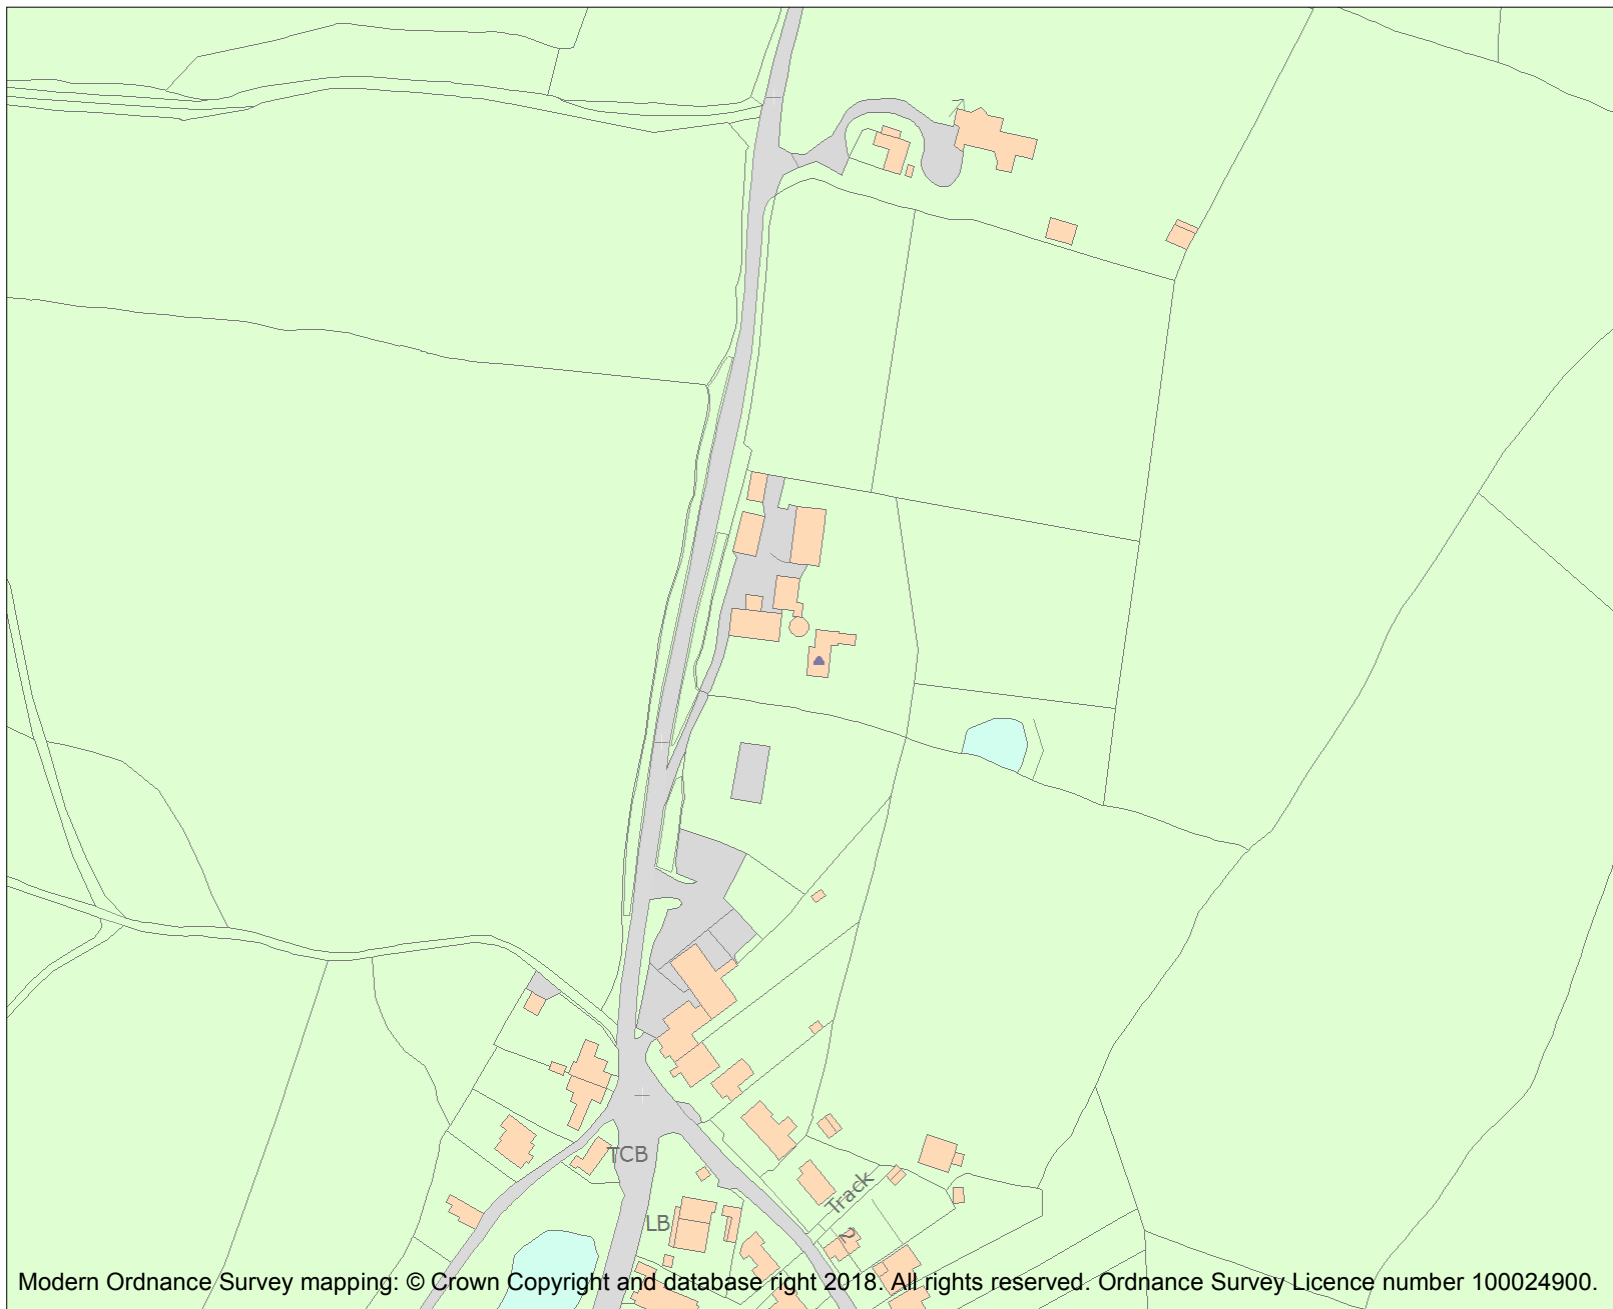 TCB
Track
LB
2
Modern Ordnance Survey mapping: © Crown Copyright and database right 2018. All rights reserved. Ordnance Survey Licence number 100024900.